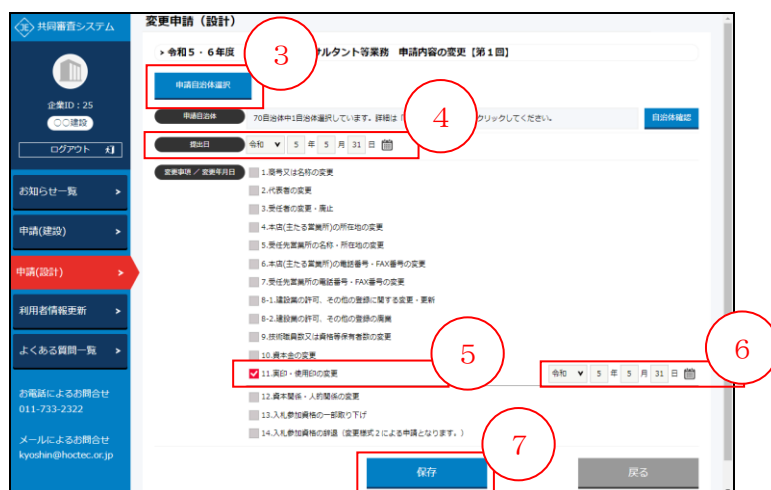 共同審査システム
企業ID：25
〇〇建設
ログアウト
お知らせ一覧 >
申請(建設) >
申請(設計) >
利用者情報更新 >
よくある質問一覧 >
お電話によるお問合せ
011-733-2322
メールによるお問合せ
kyoshin@hoctec.or.jp
変更申請（設計）
> 令和５・６年度
サルタント等業務 申請内容の変更【第１回】
③
申請自治体選択
申請自治体
70自治体中1自治体選択しています。詳細は「
クリックしてください。
自治体確認
④
提出日
令和 ▼ 5 年 5 月 31 日
変更事項 / 変更年月日
1.商号又は名称の変更
2.代表者の変更
3.受任者の変更・廃止
4.本店(主たる営業所)の所在地の変更
5.受任先営業所の名称・所在地の変更
6.本店(主たる営業所)の電話番号・FAX番号の変更
7.受任先営業所の電話番号・FAX番号の変更
8-1.建設業の許可、その他の登録に関する変更・更新
8-2.建設業の許可、その他の登録の廃業
9.技術職員数又は資格等保有者数の変更
10.資本金の変更
⑤
11.実印・使用印の変更
⑥
令和 ▼ 5 年 5 月 31 日
12.資本関係・人的関係の変更
13.入札参加資格の一部取り下げ
14.入札参加資格の辞退（変更様式２による申請となります。）
⑦
保存
戻る